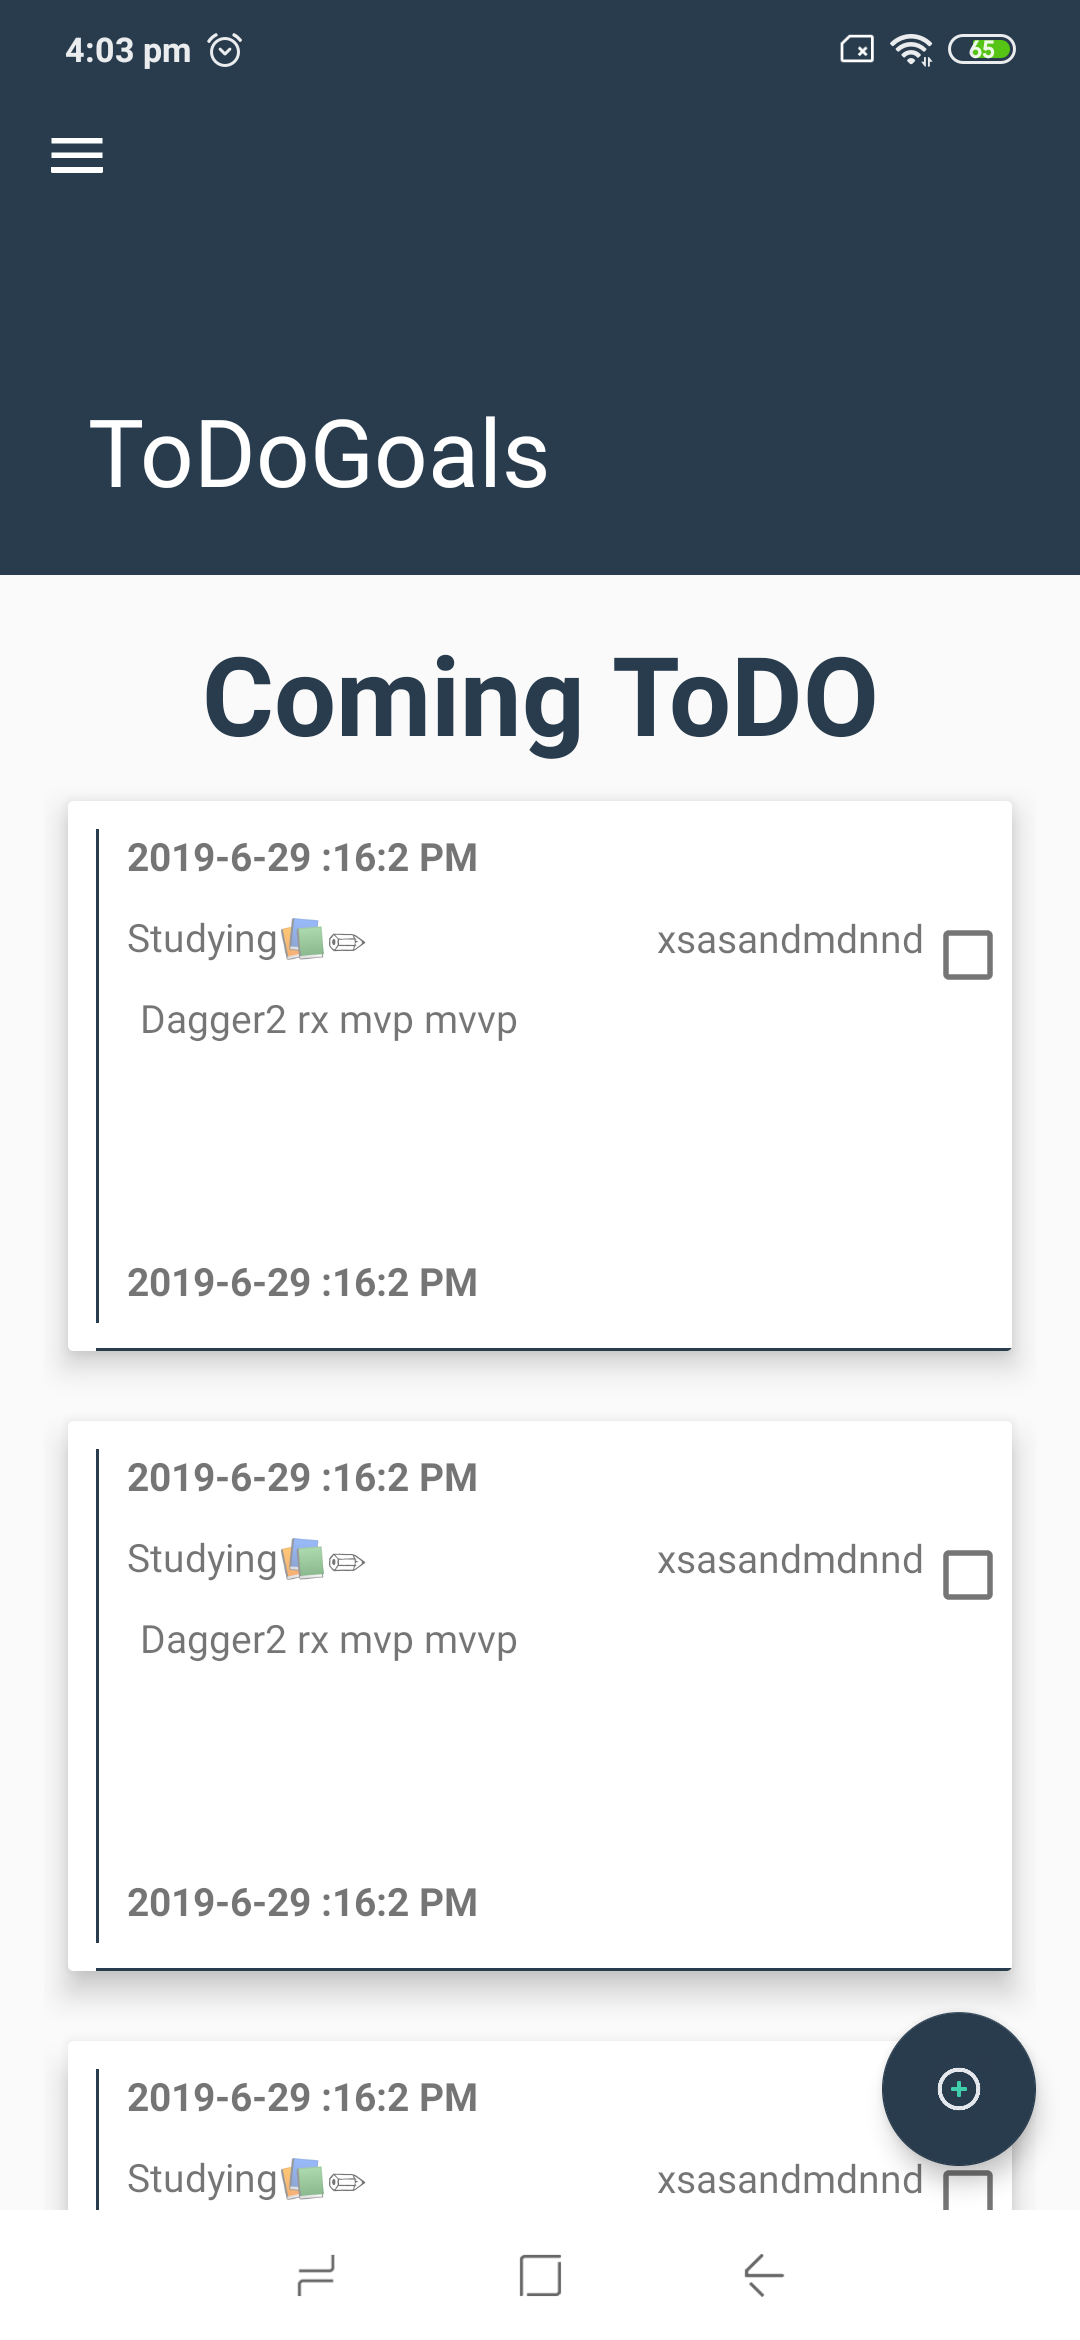 4:03 pm 65
ToDoGoals
Coming ToDO
2019-6-29 :16:2 PM
Studying📚✏ xsasandmdnnd
Dagger2 rx mvp mvvp
2019-6-29 :16:2 PM
2019-6-29 :16:2 PM
Studying📚✏ xsasandmdnnd
Dagger2 rx mvp mvvp
2019-6-29 :16:2 PM
2019-6-29 :16:2 PM
Studying📚✏ xsasandmdnnd